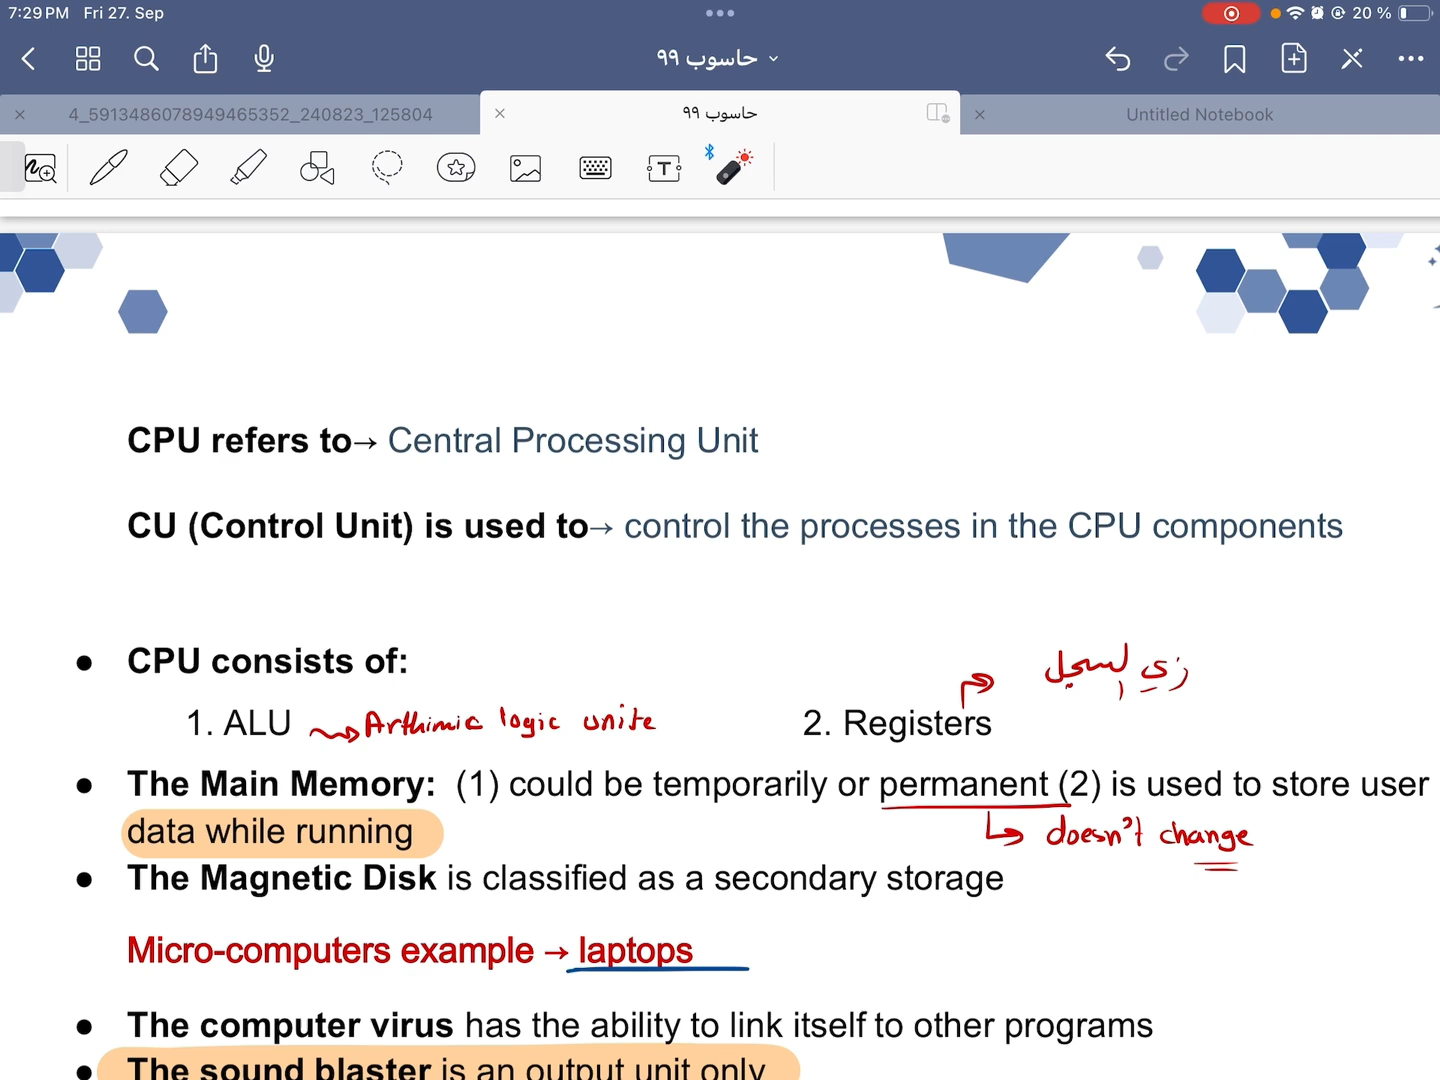 7:29 PM Fri 27. Sep
20 %
حاسوب ٩٩
4_5913486078949465352_240823_125804
حاسوب ٩٩
Untitled Notebook
T
CPU refers to→ Central Processing Unit
CU (Control Unit) is used to→ control the processes in the CPU components
● CPU consists of:
زي السجل
1. ALU Arthimic logic unite 2. Registers
● The Main Memory: (1) could be temporarily or permanent (2) is used to store user
data while running
doesn't change
● The Magnetic Disk is classified as a secondary storage
Micro-computers example → laptops
● The computer virus has the ability to link itself to other programs
● The sound blaster is an output unit only